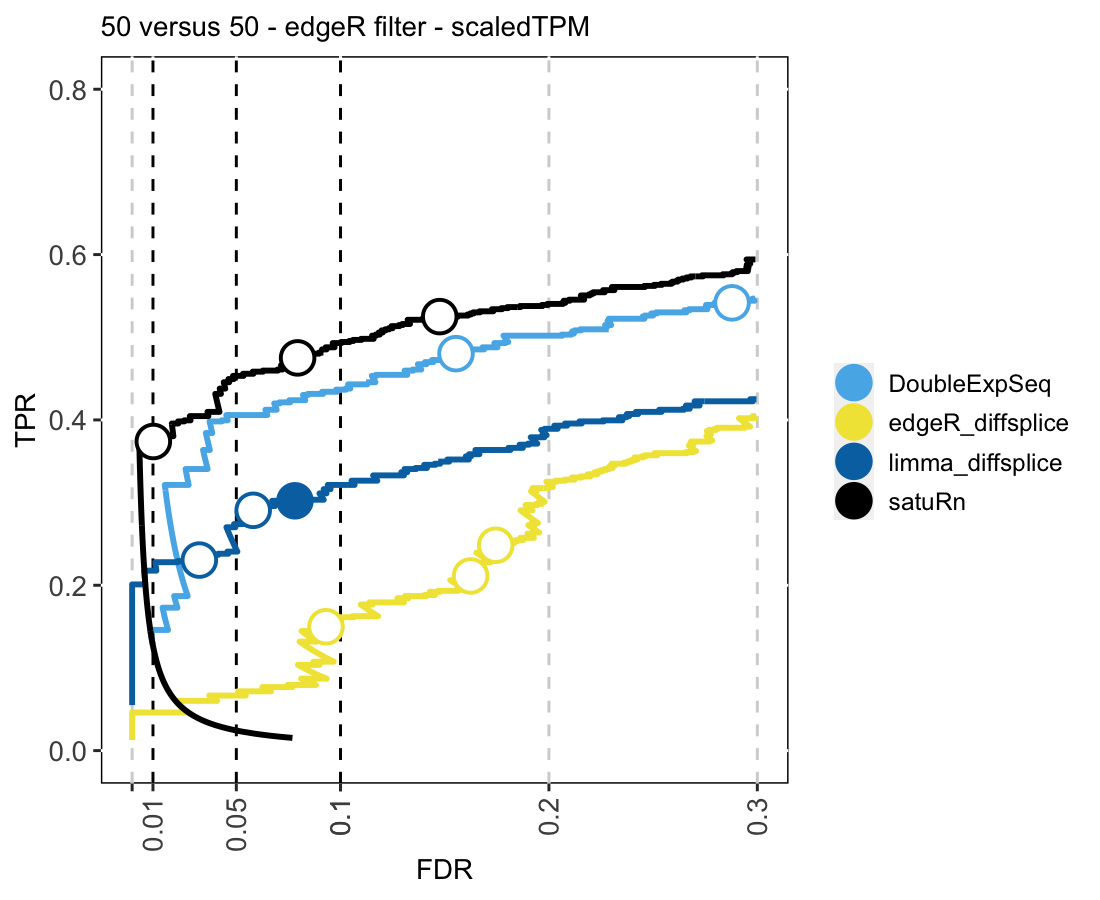 50 versus 50 - edgeR filter - scaledTPM
TPR
0.8
0.6
0.4
0.2
0.0
0.01
0.05
0.1
0.2
0.3
FDR
DoubleExpSeq
edgeR_diffsplice
limma_diffsplice
satuRn